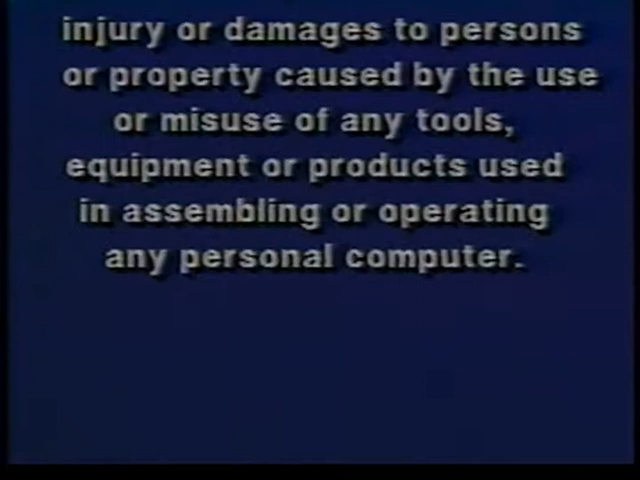 injury or damages to persons
or property caused by the use
or misuse of any tools,
equipment or products used
in assembling or operating
any personal computer.